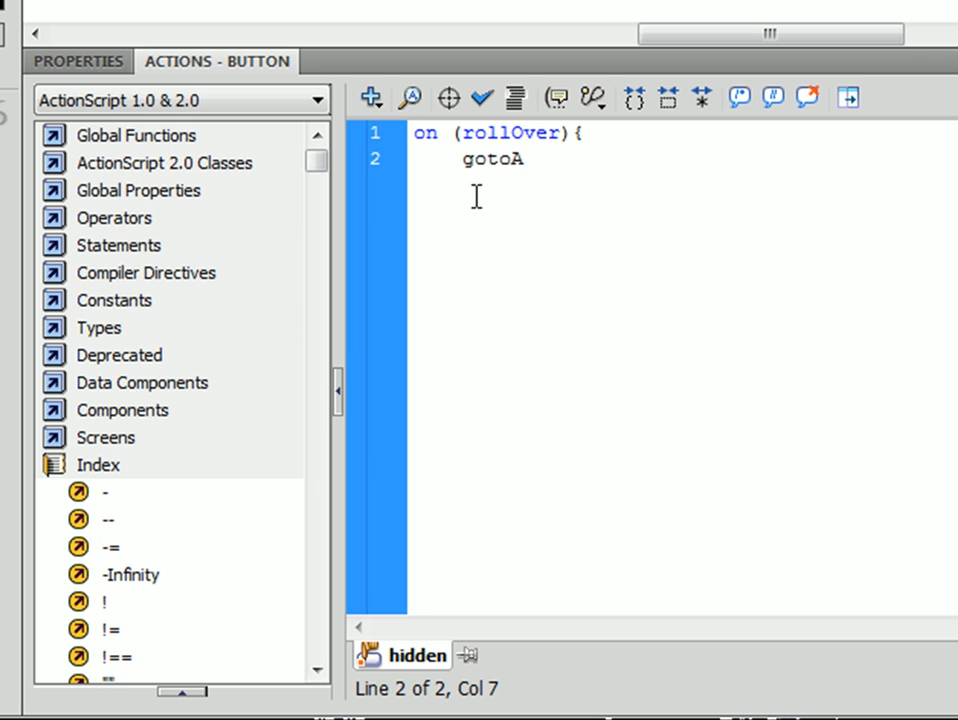 PROPERTIES ACTIONS - BUTTON
ActionScript 1.0 & 2.0
Global Functions
ActionScript 2.0 Classes
Global Properties
Operators
Statements
Compiler Directives
Constants
Types
Deprecated
Data Components
Components
Screens
Index
-
--
-=
-Infinity
!
!=
!==
1 on (rollOver){
2 gotoA
hidden
Line 2 of 2, Col 7